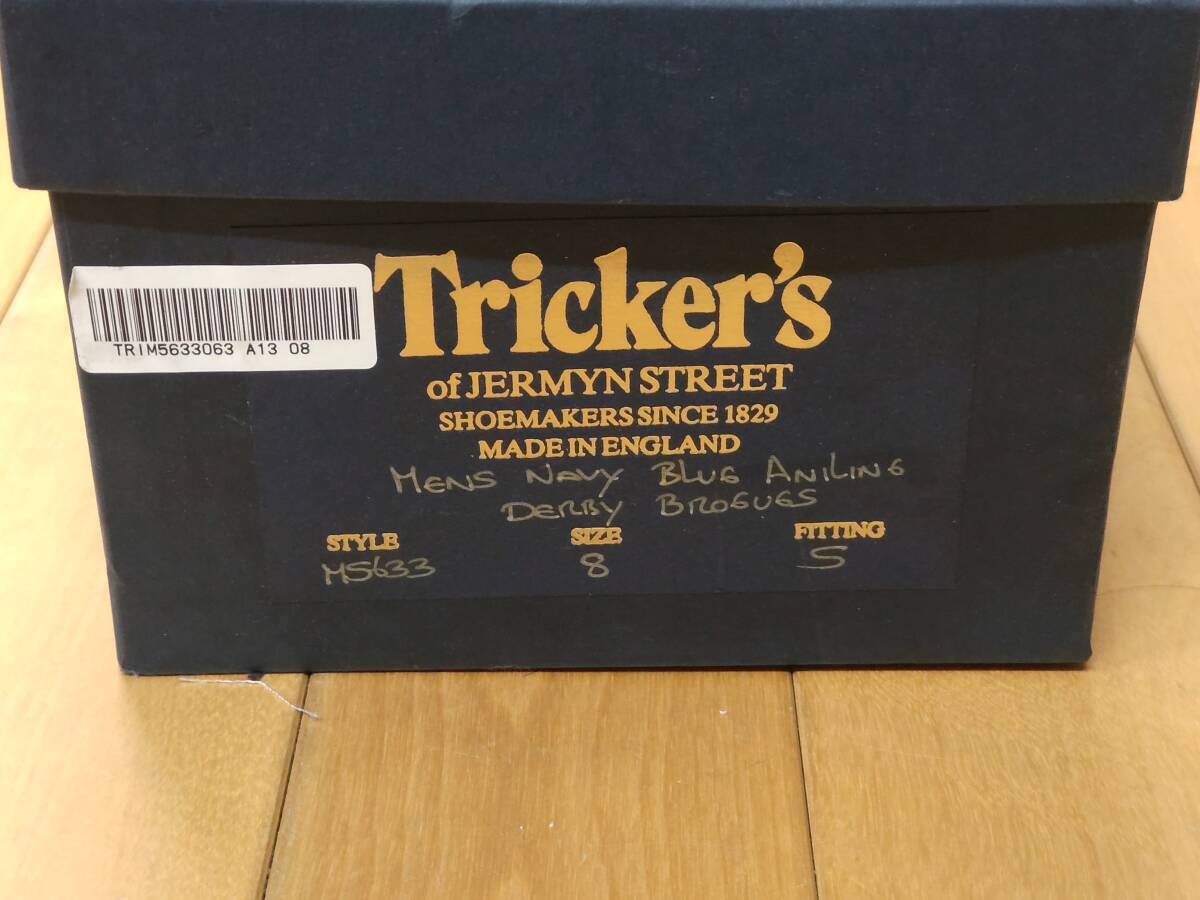 Tricker's
TRIM5633063 A13 08
of JERMYN STREET
SHOEMAKERS SINCE 1829
MADE IN ENGLAND
MENS NAVY BLUE ANILINE
DERBY BROGUES
STYLE SIZE FITTING
M5633 8 5